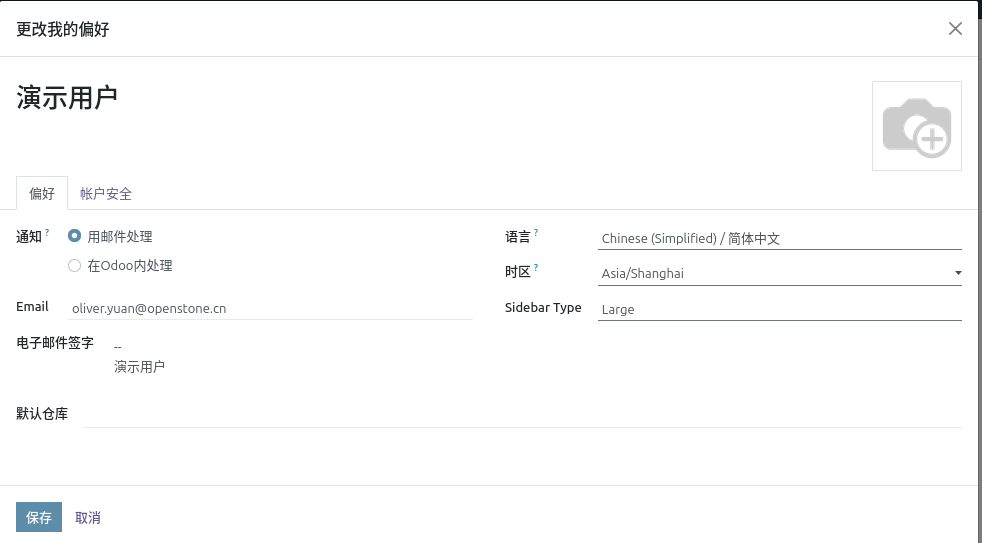 更改我的偏好
演示用户
偏好 帐户安全
通知 ? 用邮件处理
在Odoo内处理
Email oliver.yuan@openstone.cn
电子邮件签字 --
演示用户
语言 ? Chinese (Simplified) / 简体中文
时区 ? Asia/Shanghai
Sidebar Type Large
默认仓库
保存 取消